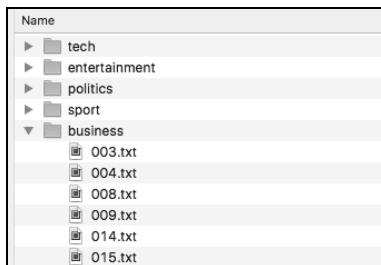 Name
tech
entertainment
politics
sport
business
003.txt
004.txt
008.txt
009.txt
014.txt
015.txt